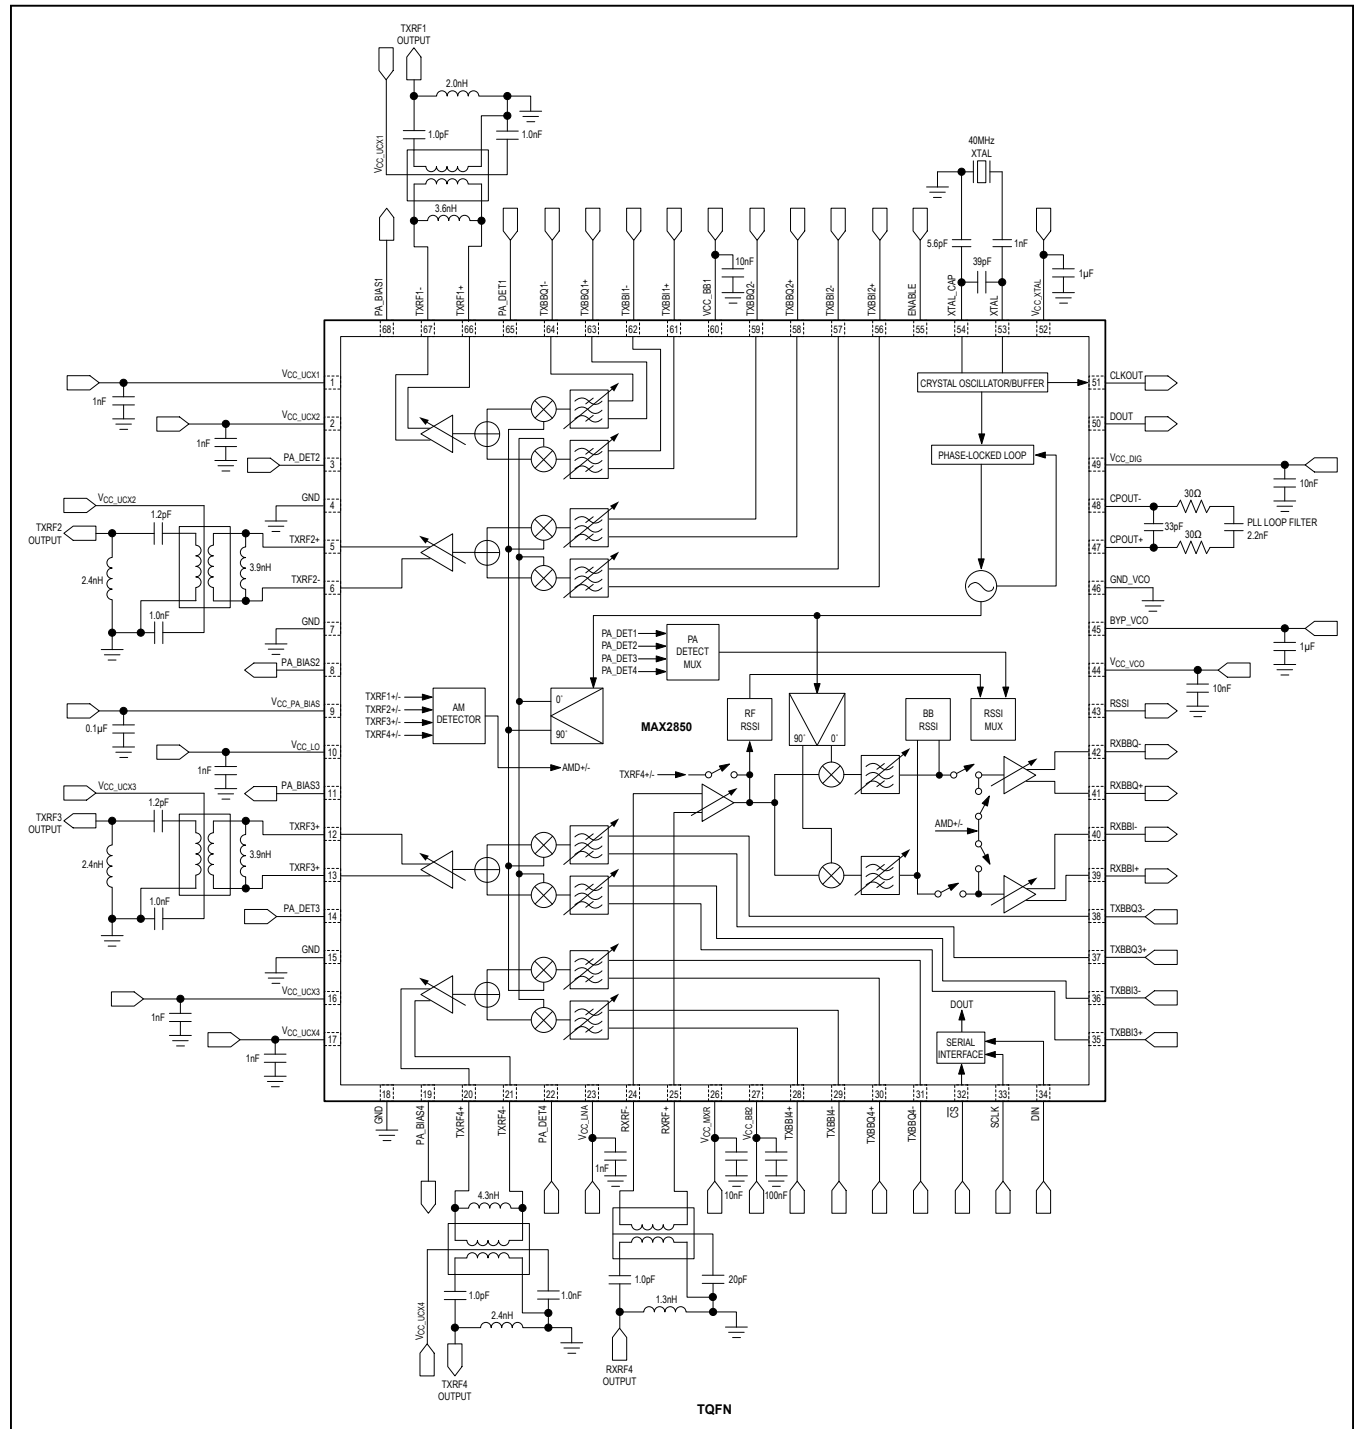 TXRF1
OUTPUT
2.0nH
1.0pF
1.0nF
VCC_UCX1
3.6nH
40MHz
XTAL
5.6pF
1nF
39pF
10nF
1µF
PA_BIAS1
TXRF1-
TXRF1+
PA_DET1
TXBBQ1-
TXBBQ1+
TXBBI1-
TXBBI1+
VCC_BB1
TXBBQ2-
TXBBQ2+
TXBBI2-
TXBBI2+
ENABLE
XTAL_CAP
XTAL
VCC_XTAL
68
67
66
65
64
63
62
61
60
59
58
57
56
55
54
53
52
VCC_UCX1
1
1nF
VCC_UCX2
2
1nF
PA_DET2
3
GND
4
VCC_UCX2
TXRF2
OUTPUT
1.2pF
TXRF2+
5
2.4nH
3.9nH
TXRF2-
6
1.0nF
GND
7
PA_BIAS2
8
VCC_PA_BIAS
9
0.1µF
VCC_LO
10
1nF
PA_BIAS3
11
VCC_UCX3
TXRF3
OUTPUT
1.2pF
TXRF3+
12
2.4nH
3.9nH
TXRF3+
13
1.0nF
PA_DET3
14
GND
15
VCC_UCX3
16
1nF
VCC_UCX4
17
1nF
CRYSTAL OSCILLATOR/BUFFER
PHASE-LOCKED LOOP
PA_DET1
PA_DET2
PA_DET3
PA_DET4
PA
DETECT
MUX
TXRF1+/-
TXRF2+/-
TXRF3+/-
TXRF4+/-
AM
DETECTOR
AMD+/-
0˚
90˚
MAX2850
RF
RSSI
90˚ 0˚
BB
RSSI
RSSI
MUX
TXRF4+/-
AMD+/-
DOUT
SERIAL
INTERFACE
51
CLKOUT
50
DOUT
49
VCC_DIG
10nF
48
CPOUT-
30Ω
33pF
PLL LOOP FILTER
2.2nF
47
CPOUT+
30Ω
46
GND_VCO
45
BYP_VCO
1µF
44
VCC_VCO
10nF
43
RSSI
42
RXBBQ-
41
RXBBQ+
40
RXBBI-
39
RXBBI+
38
TXBBQ3-
37
TXBBQ3+
36
TXBBI3-
35
TXBBI3+
18
19
20
21
22
23
24
25
26
27
28
29
30
31
32
33
34
GND
PA_BIAS4
TXRF4+
TXRF4-
PA_DET4
VCC_LNA
RXRF-
RXRF+
VCC_MXR
VCC_BB2
TXBBI4+
TXBBI4-
TXBBQ4+
TXBBQ4-
CS
SCLK
DIN
1nF
10nF
100nF
4.3nH
1.0pF
1.0nF
2.4nH
VCC_UCX4
TXRF4
OUTPUT
1.0pF
20pF
1.3nH
RXRF4
OUTPUT
TQFN